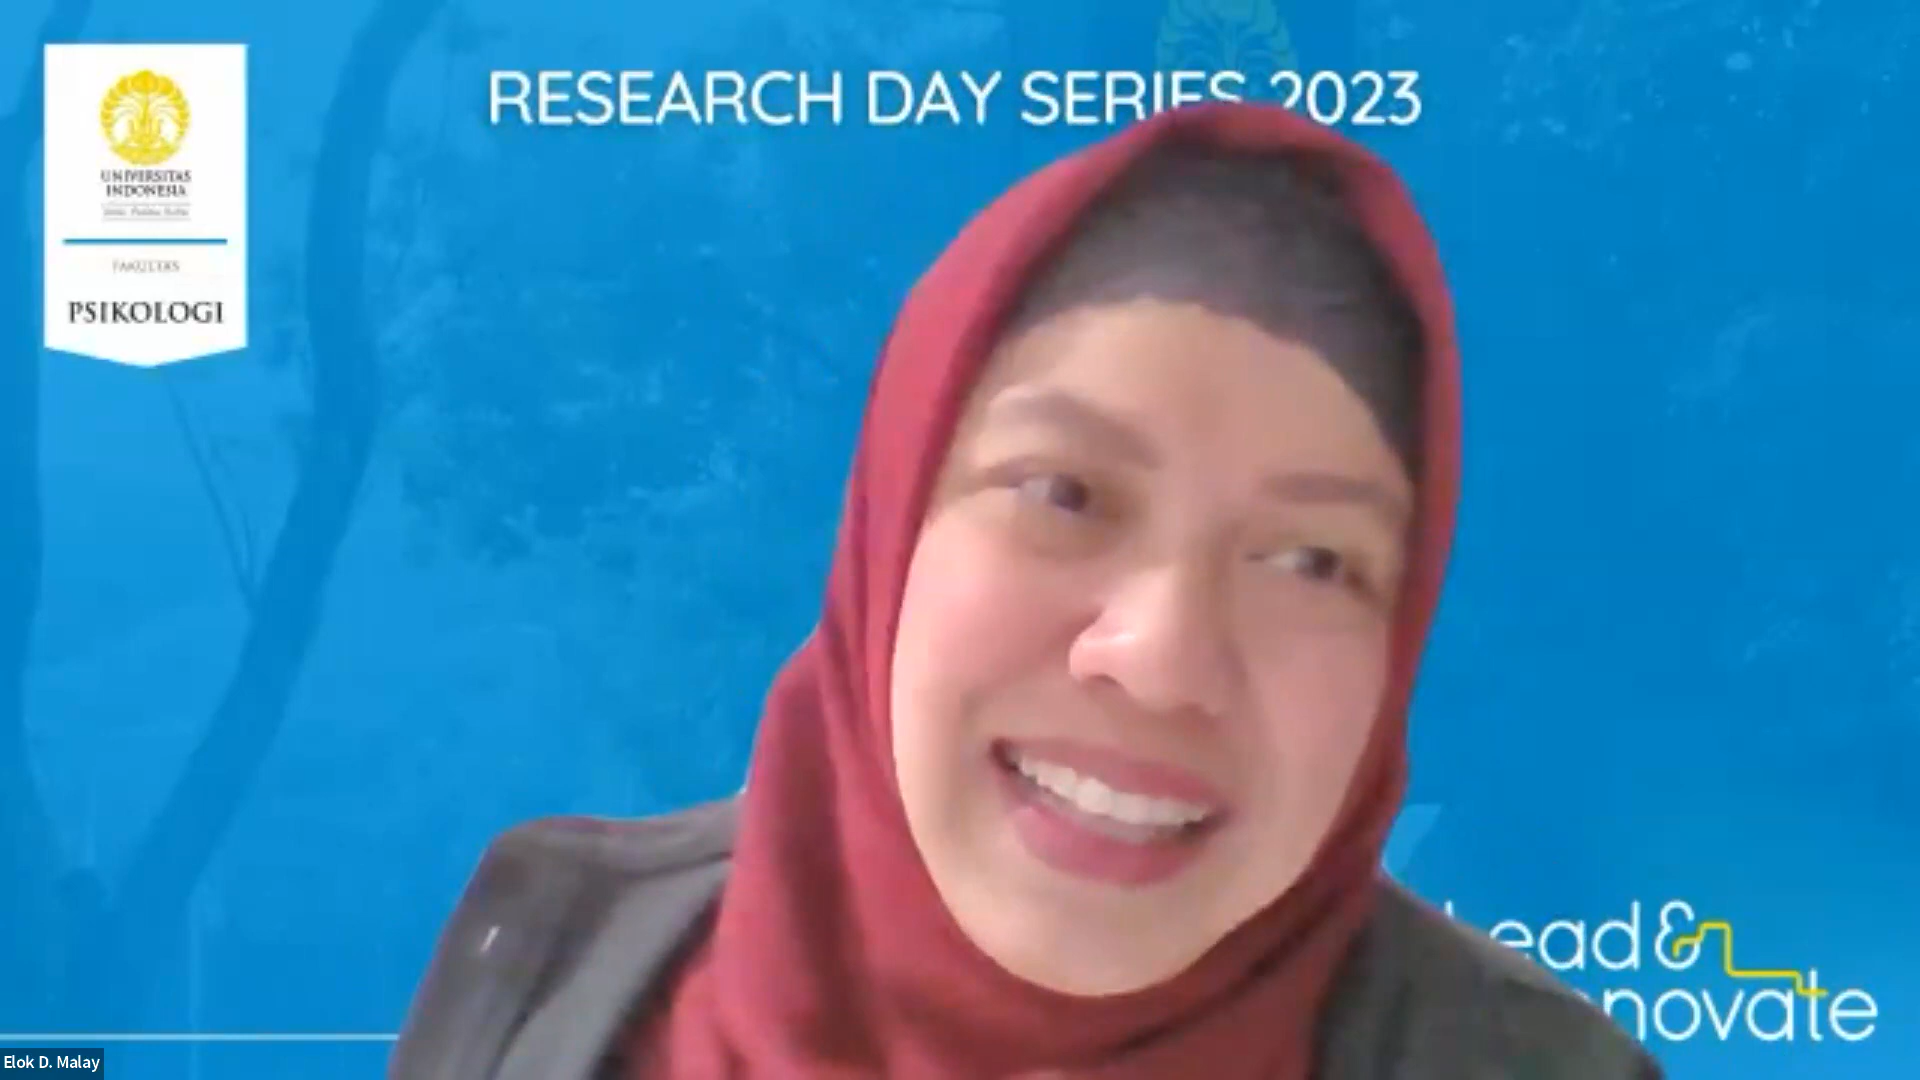 RESEARCH DAY SERIES 2023
UNIVERSITAS
INDONESIA
FAKULTAS
PSIKOLOGI
ead &
novate
Elok D. Malay